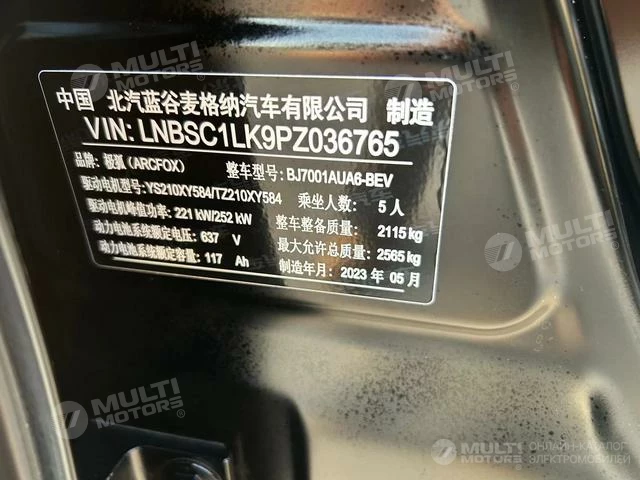 中国 北汽蓝谷麦格纳汽车有限公司 制造
VIN: LNBSC1LK9PZ036765
品牌: 极狐(ARCFOX) 整车型号: BJ7001AUA6-BEV
驱动电机型号: YS210XY584/TZ210XY584 乘坐人数: 5 人
驱动电机峰值功率: 221 kW/252 kW 整车整备质量: 2115 kg
动力电池系统额定电压: 637 V 最大允许总质量: 2565 kg
动力电池系统额定容量: 117 Ah 制造年月: 2023 年 05 月
MULTI MOTORS
MULTI MOTORS
MULTI MOTORS
MULTI MOTORS
MULTI MOTORS
MULTI MOTORS ОНЛАЙН-КАТАЛОГ ЭЛЕКТРОМОБИЛЕЙ